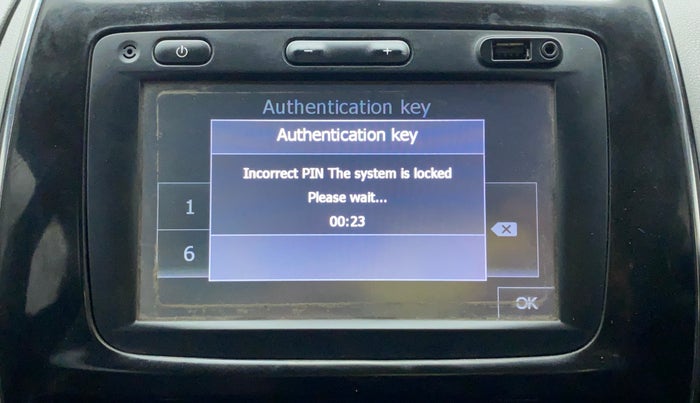 - +
Authentication key
Authentication key
Incorrect PIN The system is locked
Please wait...
00:23
1
6
OK